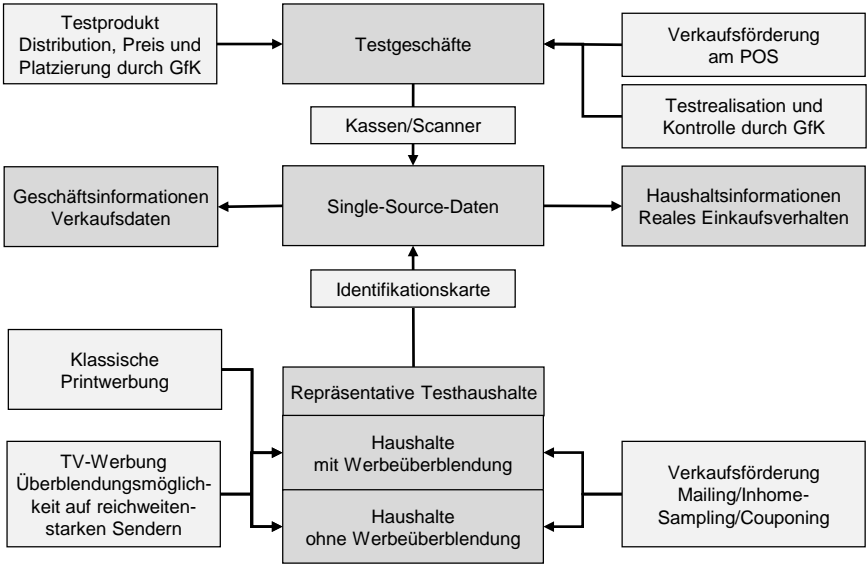 Testprodukt
Distribution, Preis und
Platzierung durch GfK
Testgeschäfte
Verkaufsförderung
am POS
Kassen/Scanner
Testrealisation und
Kontrolle durch GfK
Geschäftsinformationen
Verkaufsdaten
Single-Source-Daten
Haushaltsinformationen
Reales Einkaufsverhalten
Identifikationskarte
Klassische
Printwerbung
Repräsentative Testhaushalte
Haushalte
mit Werbeüberblendung
TV-Werbung
Überblendungsmöglich-
keit auf reichweiten-
starken Sendern
Verkaufsförderung
Mailing/Inhome-
Sampling/Couponing
Haushalte
ohne Werbeüberblendung